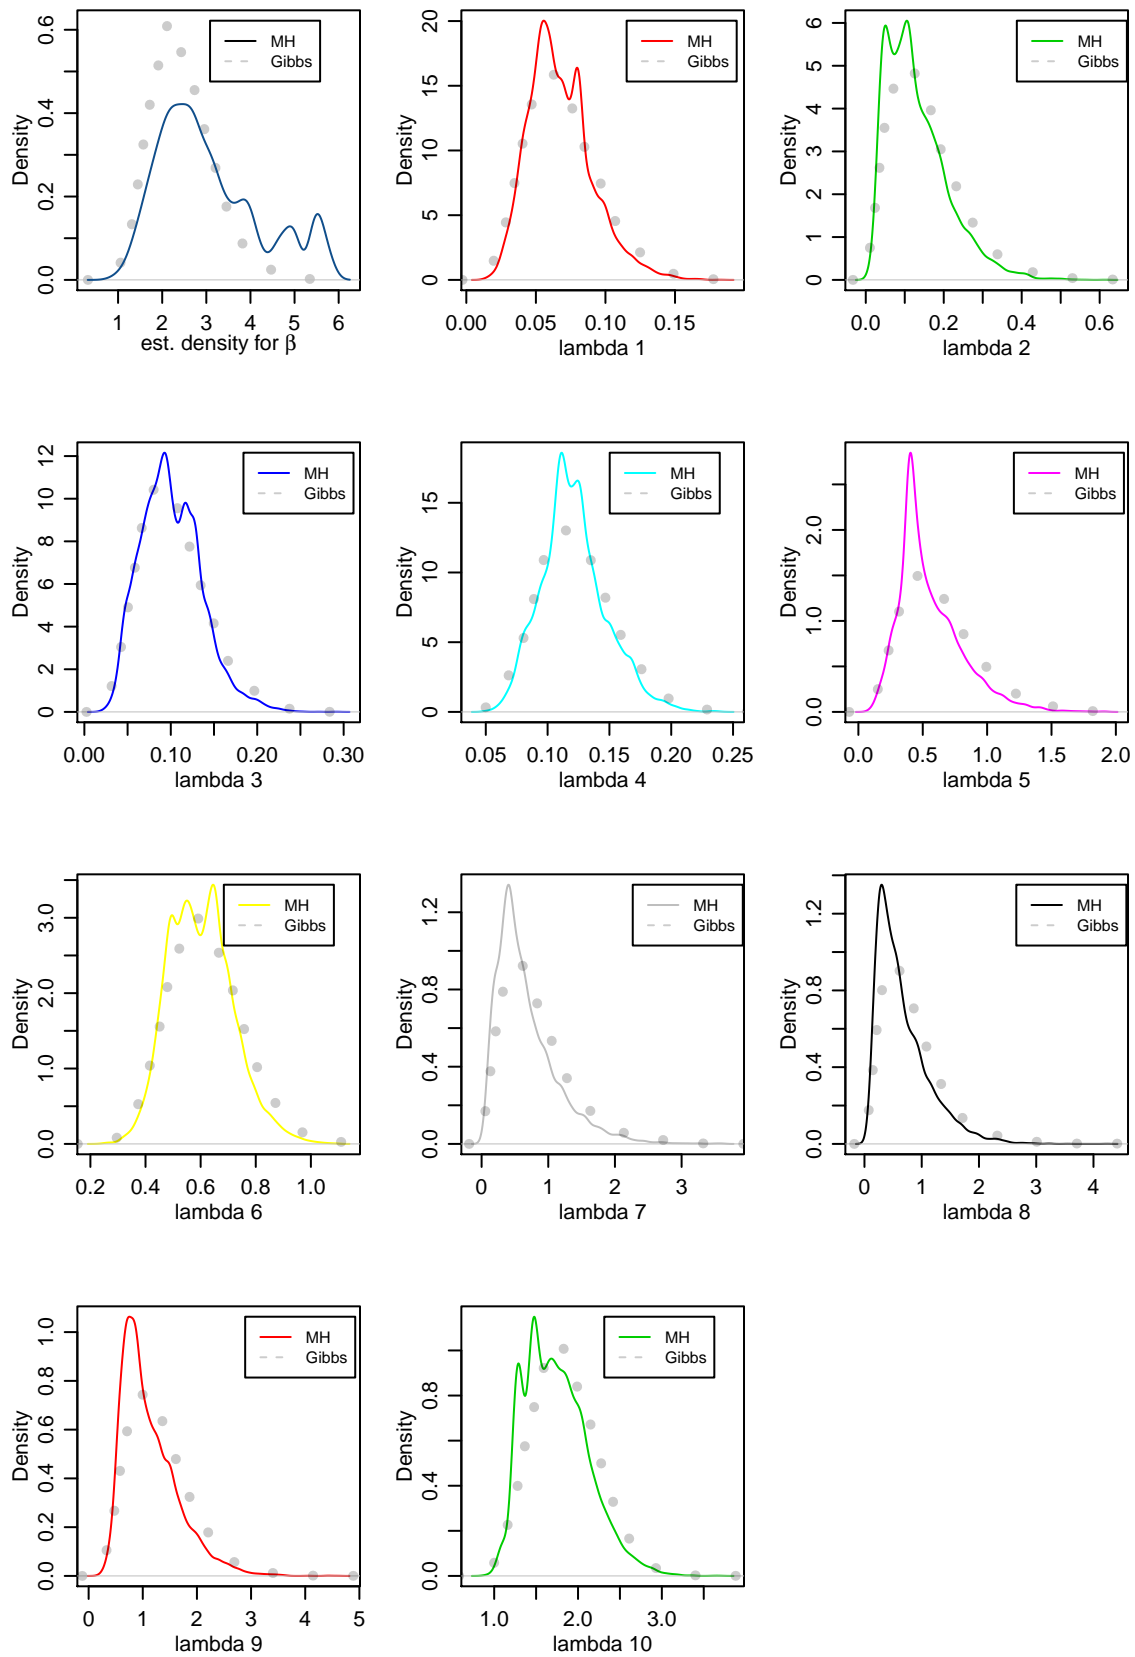 0.0 0.2 0.4 0.6
Density
MH
Gibbs
1 2 3 4 5 6
est. density for β
0 5 10 15 20
Density
MH
Gibbs
0.00 0.05 0.10 0.15
lambda 1
0 1 2 3 4 5 6
Density
MH
Gibbs
0.0 0.2 0.4 0.6
lambda 2
0 2 4 6 8 10 12
Density
MH
Gibbs
0.00 0.10 0.20 0.30
lambda 3
0 5 10 15
Density
MH
Gibbs
0.05 0.10 0.15 0.20 0.25
lambda 4
0.0 1.0 2.0
Density
MH
Gibbs
0.0 0.5 1.0 1.5 2.0
lambda 5
0.0 1.0 2.0 3.0
Density
MH
Gibbs
0.2 0.4 0.6 0.8 1.0
lambda 6
0.0 0.4 0.8 1.2
Density
MH
Gibbs
0 1 2 3
lambda 7
0.0 0.4 0.8 1.2
Density
MH
Gibbs
0 1 2 3 4
lambda 8
0.0 0.2 0.4 0.6 0.8 1.0
Density
MH
Gibbs
0 1 2 3 4 5
lambda 9
0.0 0.4 0.8
Density
MH
Gibbs
1.0 2.0 3.0
lambda 10